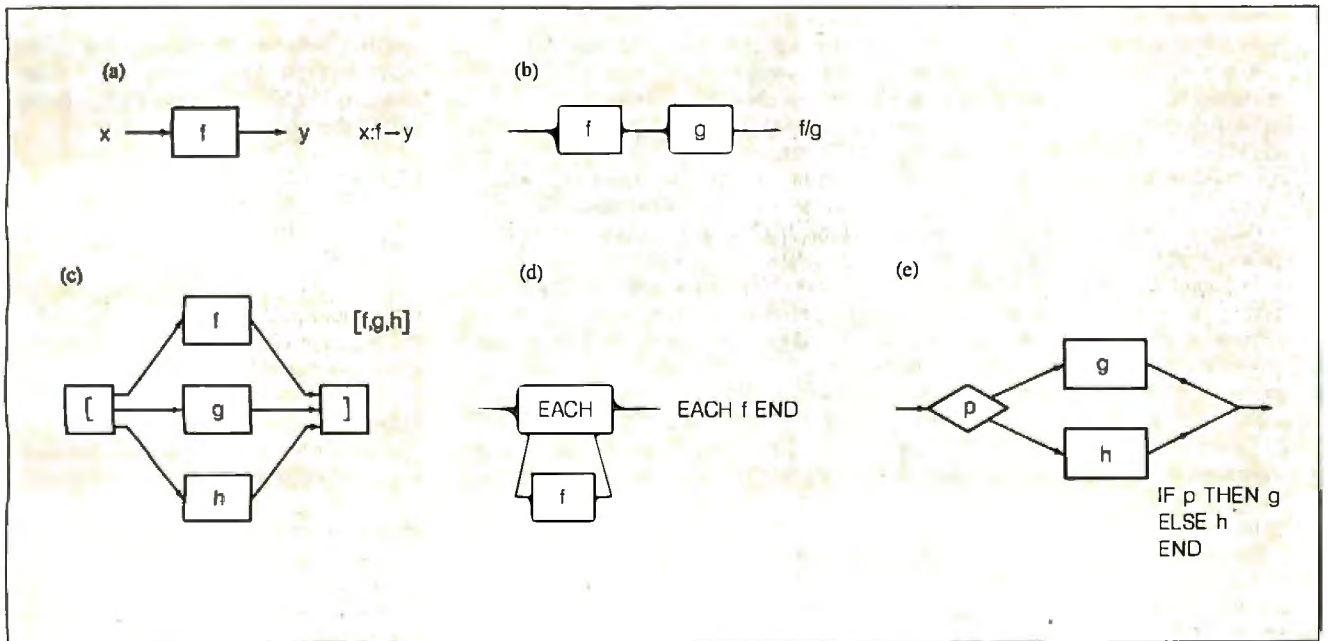 (a)
x f y x:f→y
(b)
f g f/g
(c)
f
[f,g,h]
[ g ]
h
(d)
EACH EACH f END
f
(e)
g
p
h
IF p THEN g
ELSE h
END